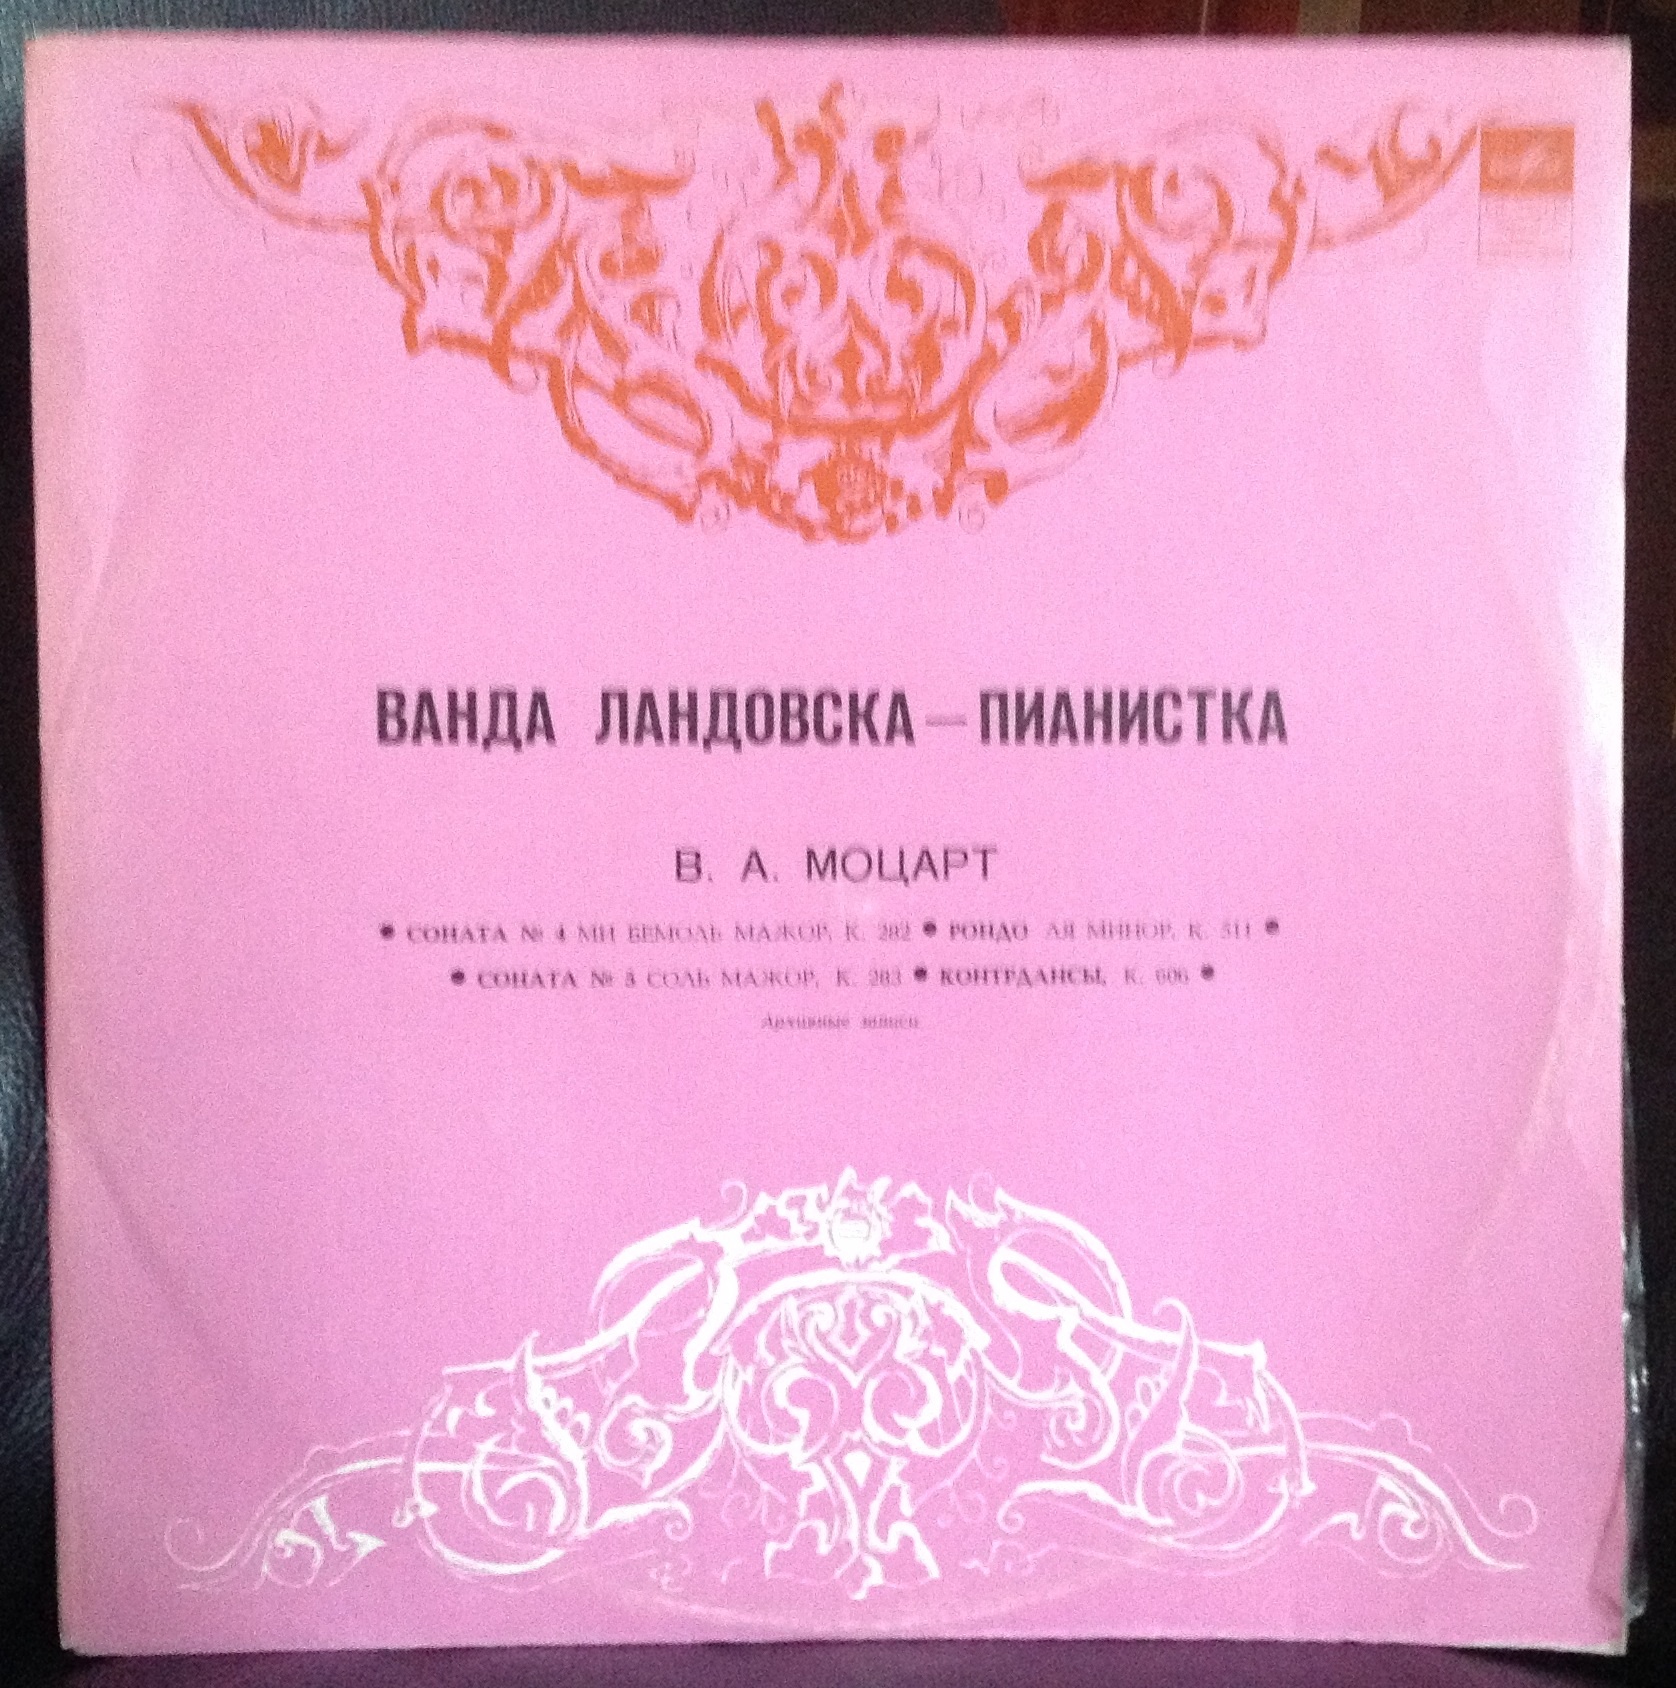 ВАНДА ЛАНДОВСКА — ПИАНИСТКА
В. А. МОЦАРТ
• СОНАТА № 4 МИ БЕМОЛЬ МАЖОР, К. 282 • РОНДО ЛЯ МИНОР, К. 511 •
• СОНАТА № 5 СОЛЬ МАЖОР, К. 283 • КОНТРДАНСЫ, К. 606 •
Архивные записи